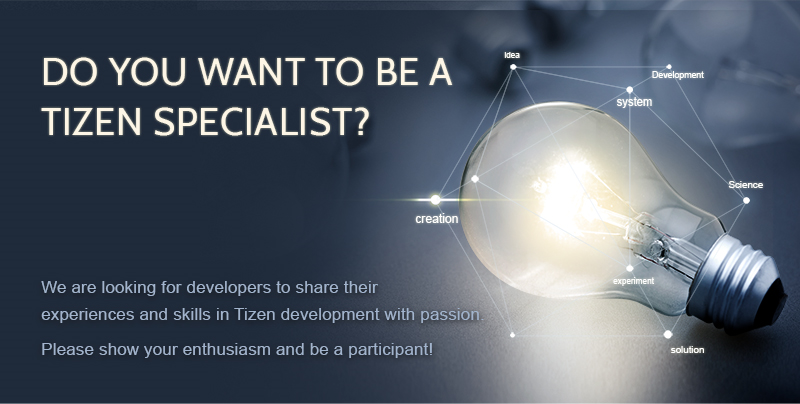 DO YOU WANT TO BE A
TIZEN SPECIALIST?
Idea
Development
system
Science
creation
experiment
solution
We are looking for developers to share their
experiences and skills in Tizen development with passion.
Please show your enthusiasm and be a participant!